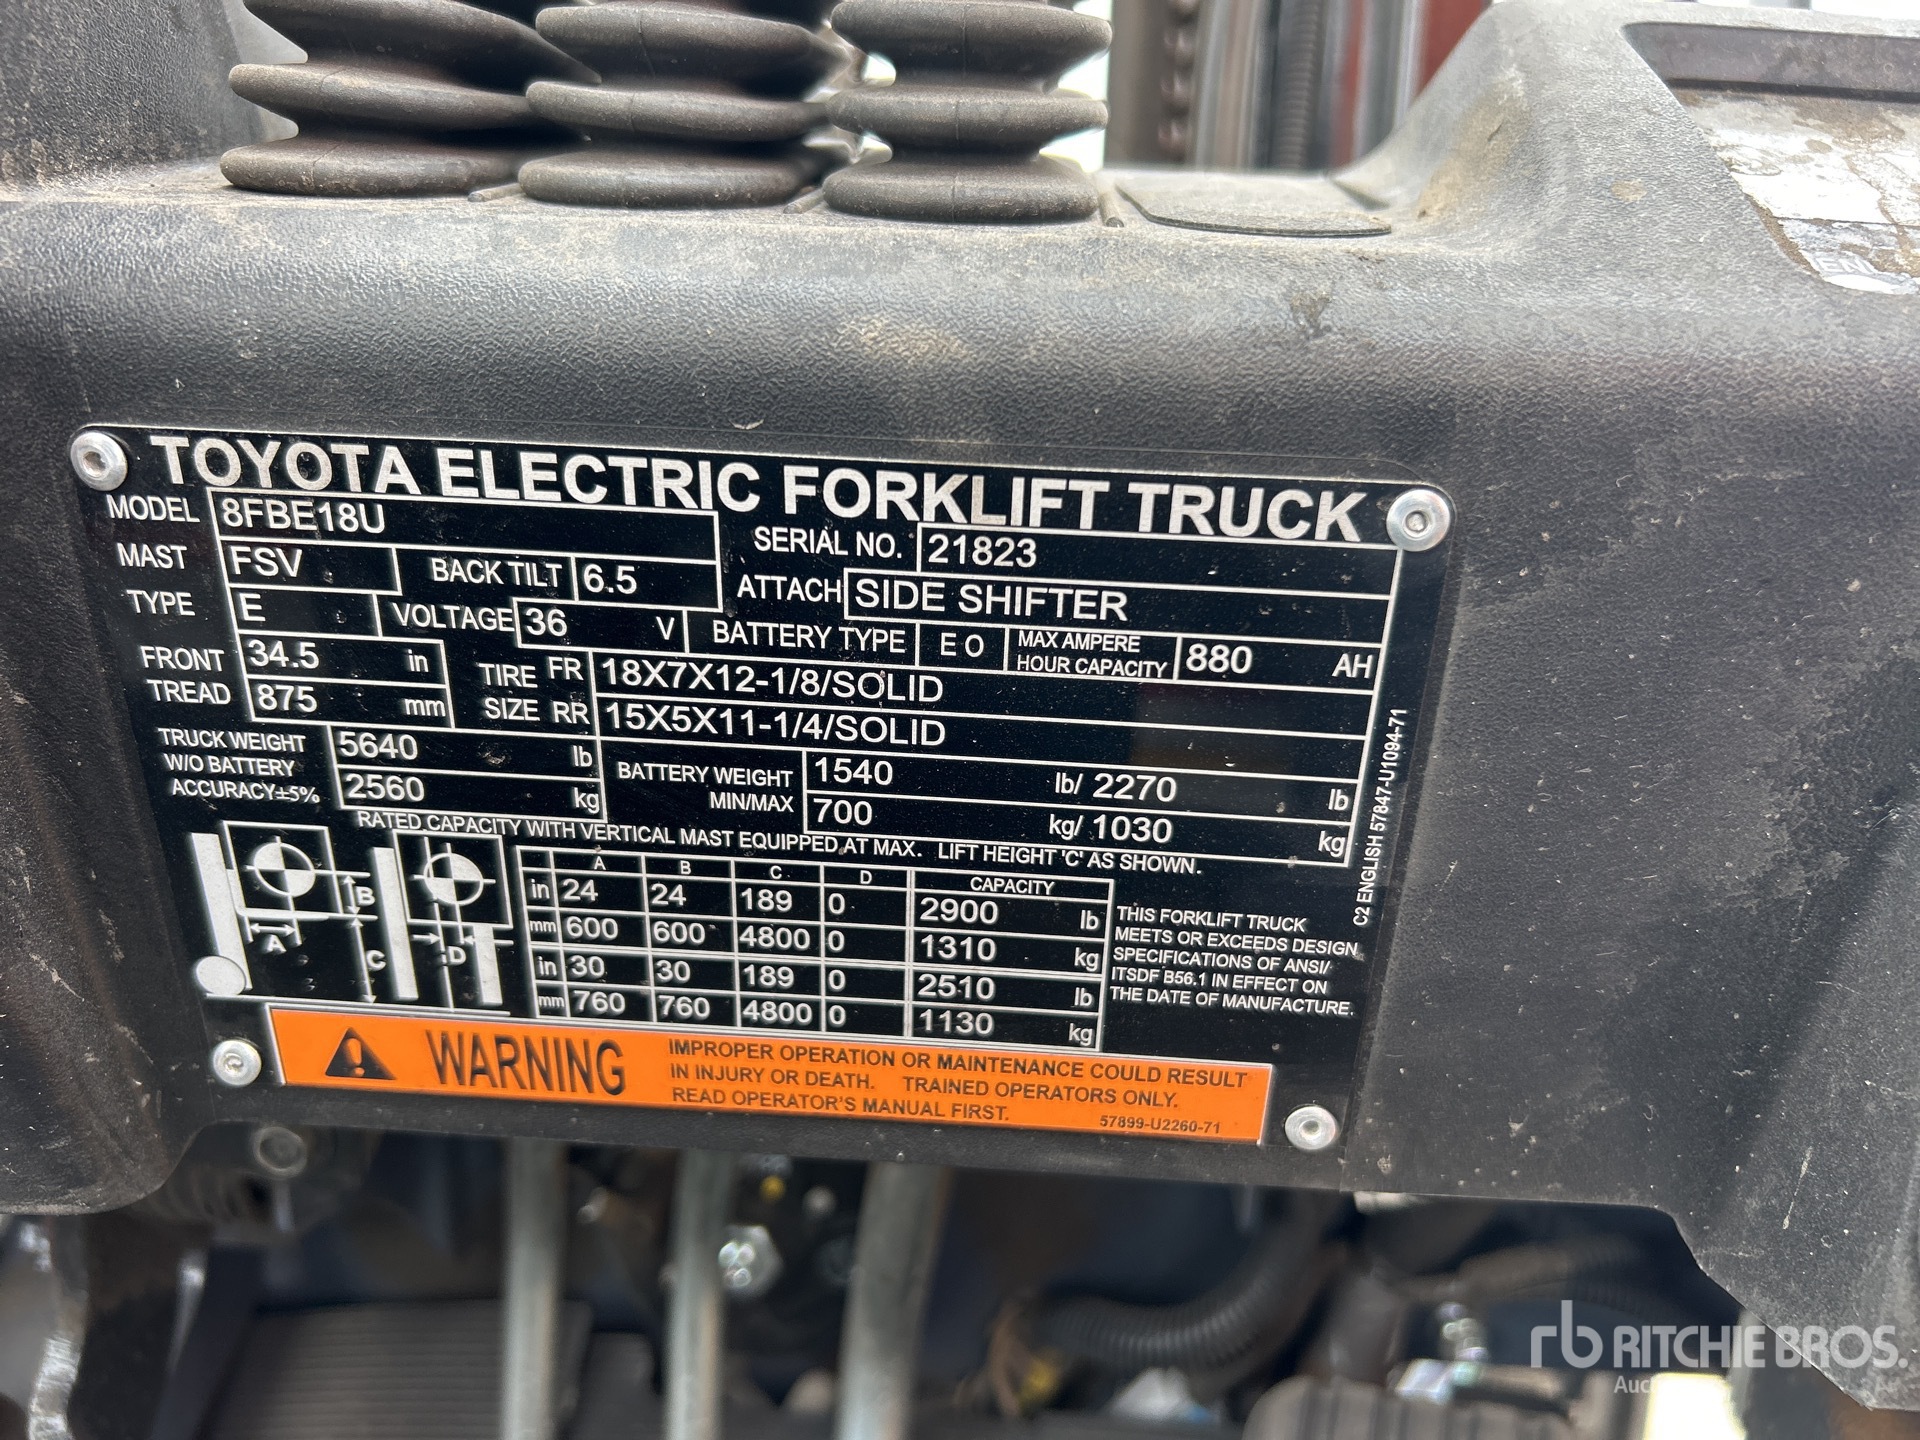 TOYOTA ELECTRIC FORKLIFT TRUCK
MODEL 8FBE18U SERIAL NO. 21823
MAST FSV BACK TILT 6.5 ATTACH SIDE SHIFTER
TYPE E VOLTAGE 36 V BATTERY TYPE E O MAX AMPERE HOUR CAPACITY 880 AH
FRONT TREAD 34.5 in TIRE SIZE FR 18X7X12-1/8/SOLID
875 mm RR 15X5X11-1/4/SOLID
TRUCK WEIGHT 5640 lb BATTERY WEIGHT 1540 lb/ 2270 lb
W/O BATTERY
ACCURACY±5% 2560 kg MIN/MAX 700 kg/ 1030 kg
RATED CAPACITY WITH VERTICAL MAST EQUIPPED AT MAX. LIFT HEIGHT 'C' AS SHOWN.
A B C D CAPACITY
in 24 24 189 0 2900 lb
mm 600 600 4800 0 1310 kg
in 30 30 189 0 2510 lb
mm 760 760 4800 0 1130 kg
A B C D
THIS FORKLIFT TRUCK
MEETS OR EXCEEDS DESIGN
SPECIFICATIONS OF ANSI/
ITSDF B56.1 IN EFFECT ON
THE DATE OF MANUFACTURE.
C2 ENGLISH 57847-U1094-71
WARNING
IMPROPER OPERATION OR MAINTENANCE COULD RESULT
IN INJURY OR DEATH. TRAINED OPERATORS ONLY.
READ OPERATOR'S MANUAL FIRST.
57899-U2260-71
rb RITCHIE BROS.